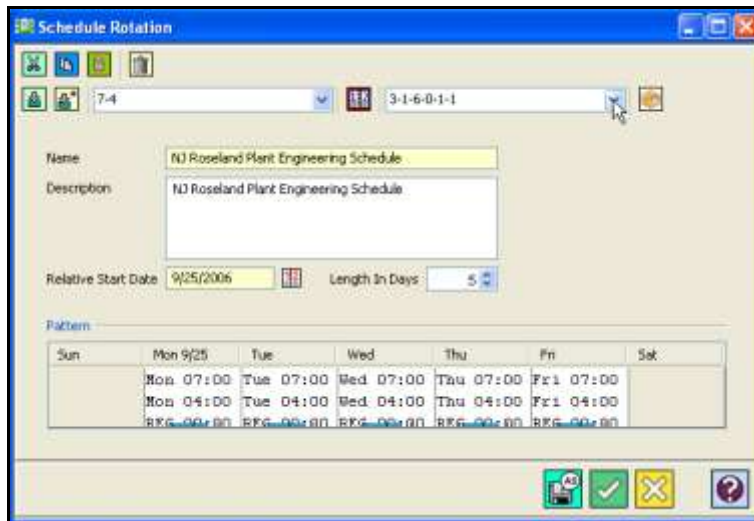 Schedule Rotation
7-4
3-1-6-0-1-1
Name NJ Roseland Plant Engineering Schedule
Description NJ Roseland Plant Engineering Schedule
Relative Start Date 9/25/2006 Length In Days 5
Pattern
Sun Mon 9/25 Tue Wed Thu Fri Sat
Mon 07:00 Tue 07:00 Wed 07:00 Thu 07:00 Fri 07:00
Mon 04:00 Tue 04:00 Wed 04:00 Thu 04:00 Fri 04:00
AS
?